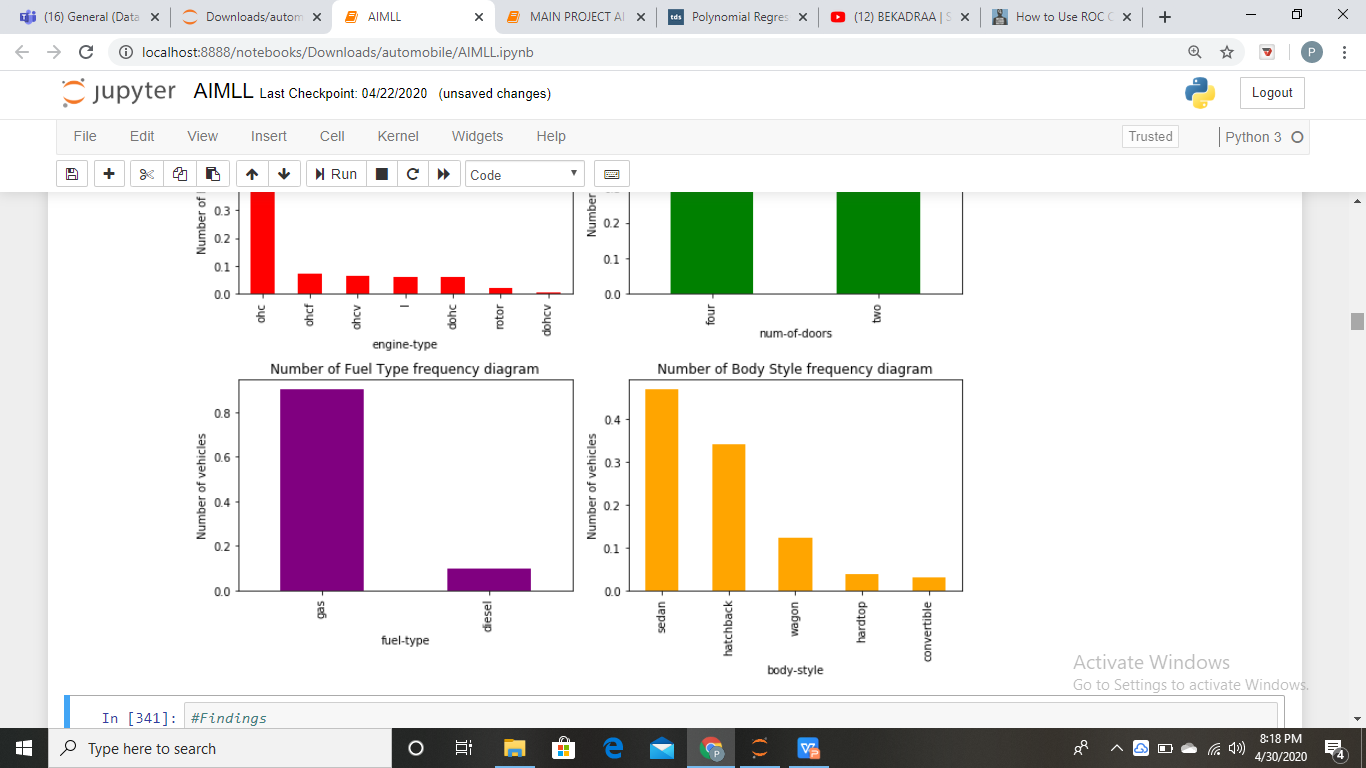 (16) General (Data
Downloads/autom
AIMLL
MAIN PROJECT AI
tds
Polynomial Regres
(12) BEKADRAA | S
How to Use ROC C
localhost:8888/notebooks/Downloads/automobile/AIMLL.ipynb
P
jupyter AIMLL Last Checkpoint: 04/22/2020 (unsaved changes)
Logout
File Edit View Insert Cell Kernel Widgets Help
Trusted
Python 3
Run
Code
Number of
0.3
0.2
0.1
0.0
ohc
ohcf
ohcv
l
dohc
rotor
dohcv
engine-type
Number
0.2
0.1
0.0
four
two
num-of-doors
Number of Fuel Type frequency diagram
Number of vehicles
0.8
0.6
0.4
0.2
0.0
gas
diesel
fuel-type
Number of Body Style frequency diagram
Number of vehicles
0.4
0.3
0.2
0.1
0.0
sedan
hatchback
wagon
hardtop
convertible
body-style
Activate Windows
Go to Settings to activate Windows.
In [341]: #Findings
Type here to search
8:18 PM
4/30/2020
4